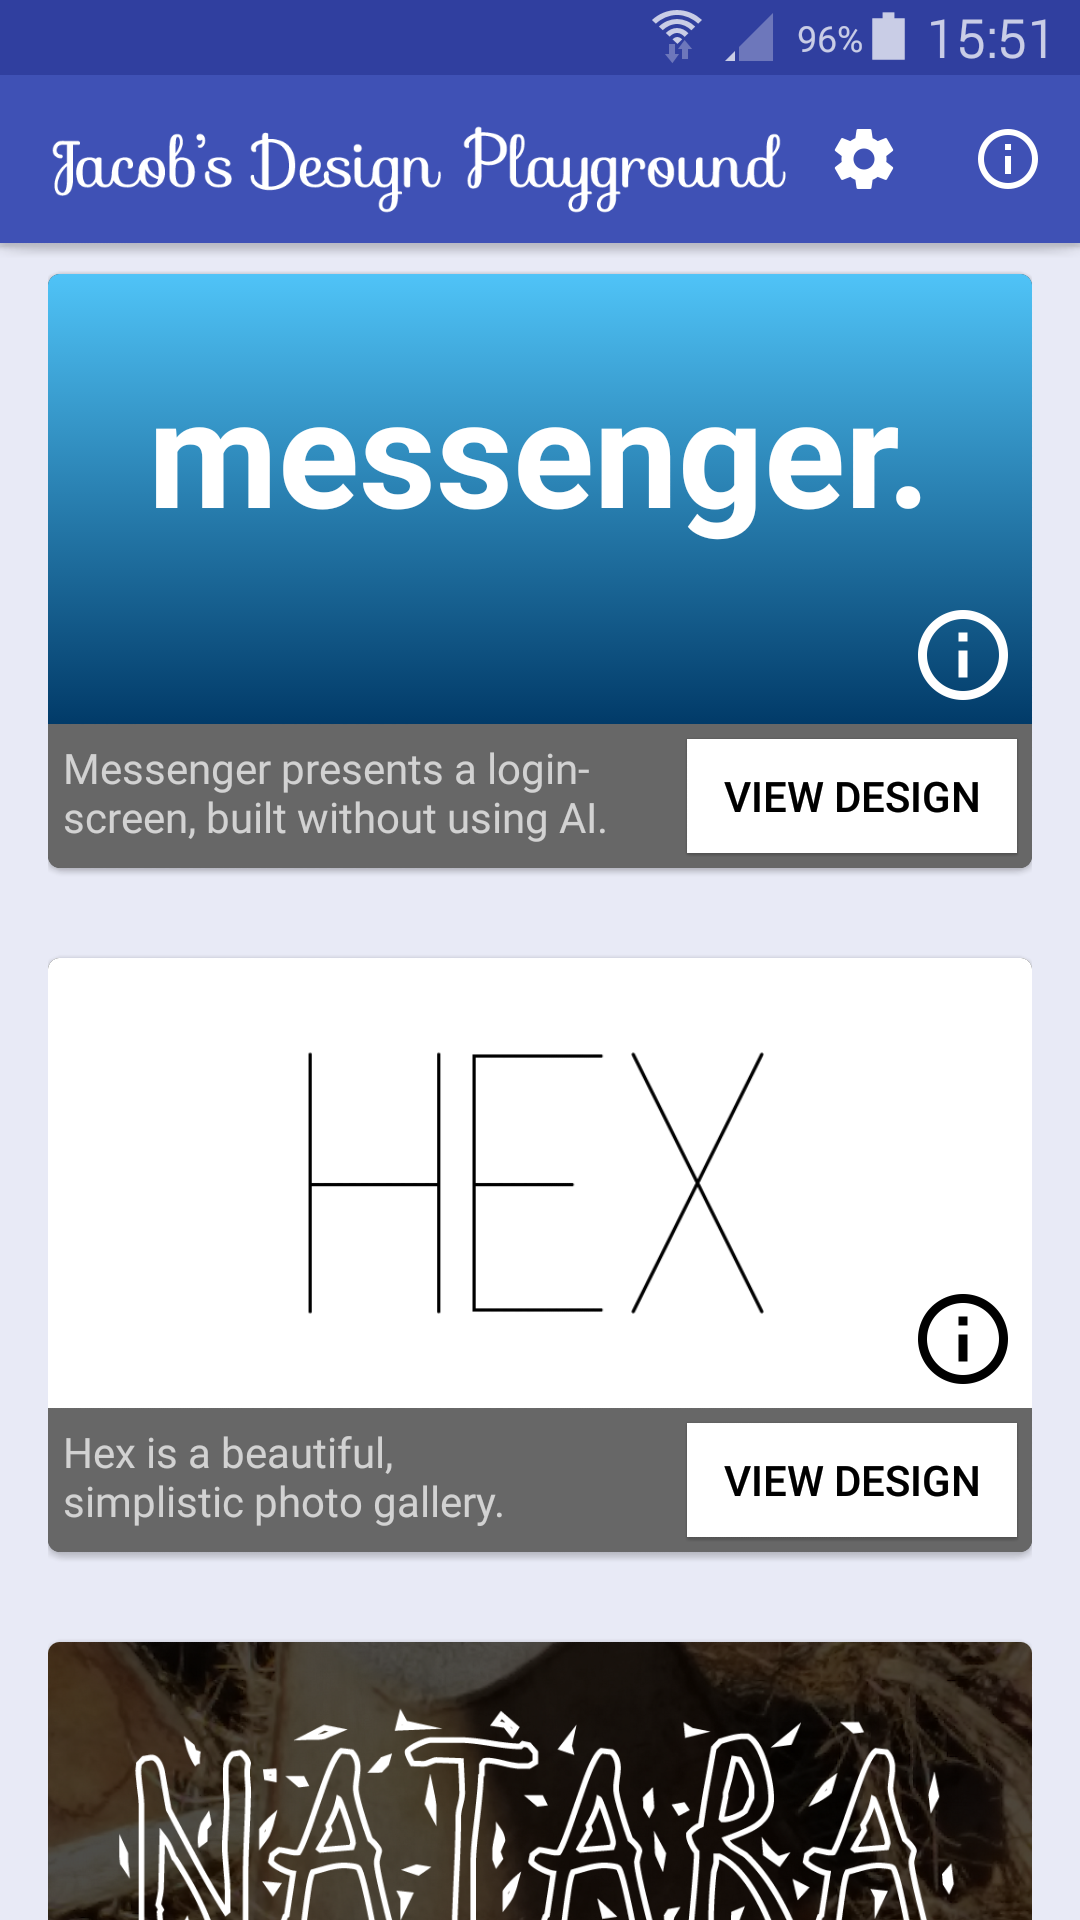 96% 15:51
Jacob's Design Playground
messenger.
Messenger presents a login-
screen, built without using AI.
VIEW DESIGN
HEX
Hex is a beautiful,
simplistic photo gallery.
VIEW DESIGN
NATARA